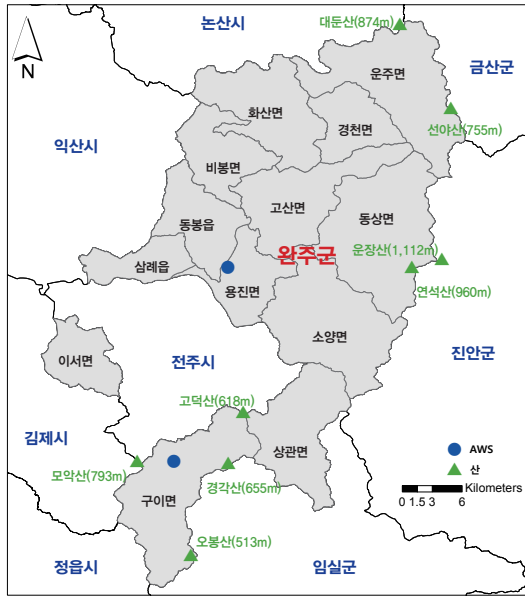 논산시
대둔산(874m)
N
운주면
금산군
화산면
경천면
선야산(755m)
익산시
비봉면
고산면
동상면
동봉읍
완주군
운장산(1,112m)
삼례읍
용진면
연석산(960m)
소양면
이서면
전주시
진안군
고덕산(618m)
김제시
상관면
AWS
모악산(793m)
산
경각산(655m)
Kilometers
구이면
0 1.5 3 6
오봉산(513m)
정읍시
임실군